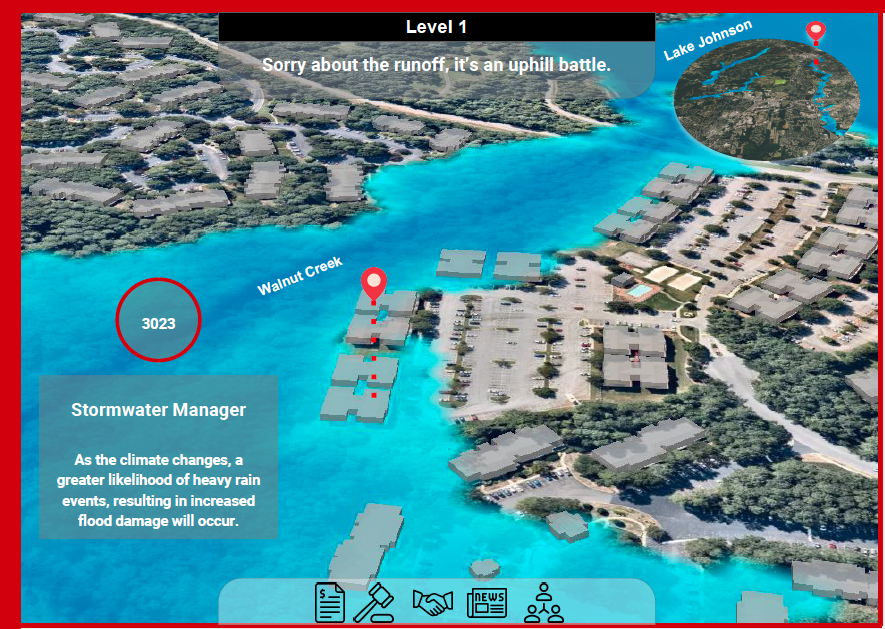 Level 1
Sorry about the runoff, it's an uphill battle.
Lake Johnson
Walnut Creek
3023
Stormwater Manager
As the climate changes, a
greater likelihood of heavy rain
events, resulting in increased
flood damage will occur.
$
NEWS